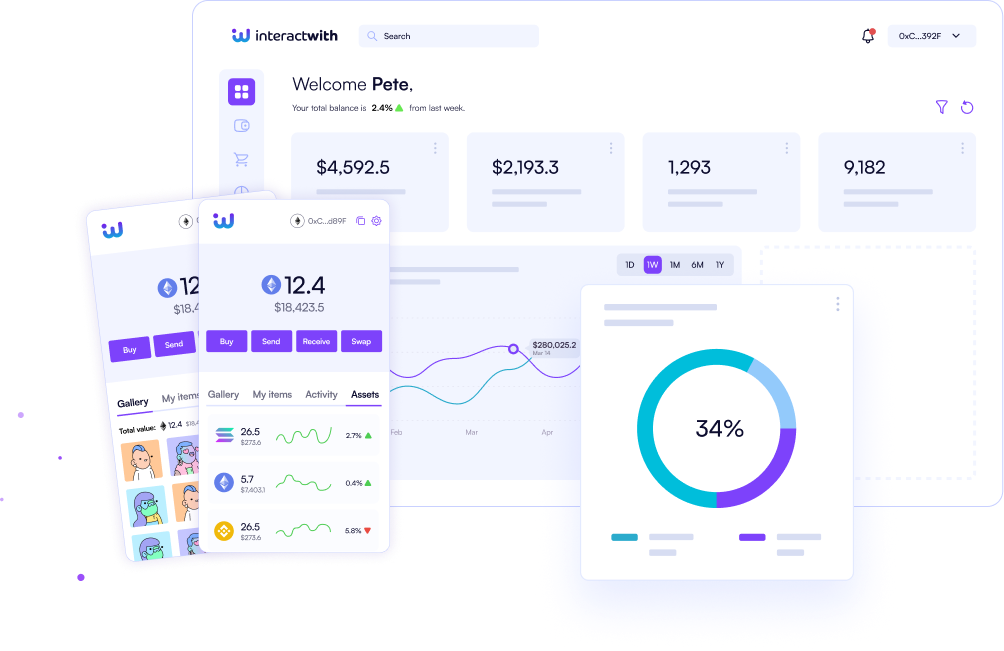 interactwith
Search
0xC...392F
Welcome Pete,
Your total balance is 2.4% from last week.
$4,592.5
$2,193.3
1,293
9,182
1D 1W 1M 6M 1Y
$280,025.2
Mar 14
Feb Mar Apr
34%
12
$18,4
Buy Send
Gallery My items
Total value: 12.4 $18,4
0xC...d89F
12.4
$18,423.5
Buy Send Receive Swap
Gallery My items Activity Assets
26.5
$273.6
2.7%
5.7
$7,403.1
0.4%
26.5
$273.6
5.8%